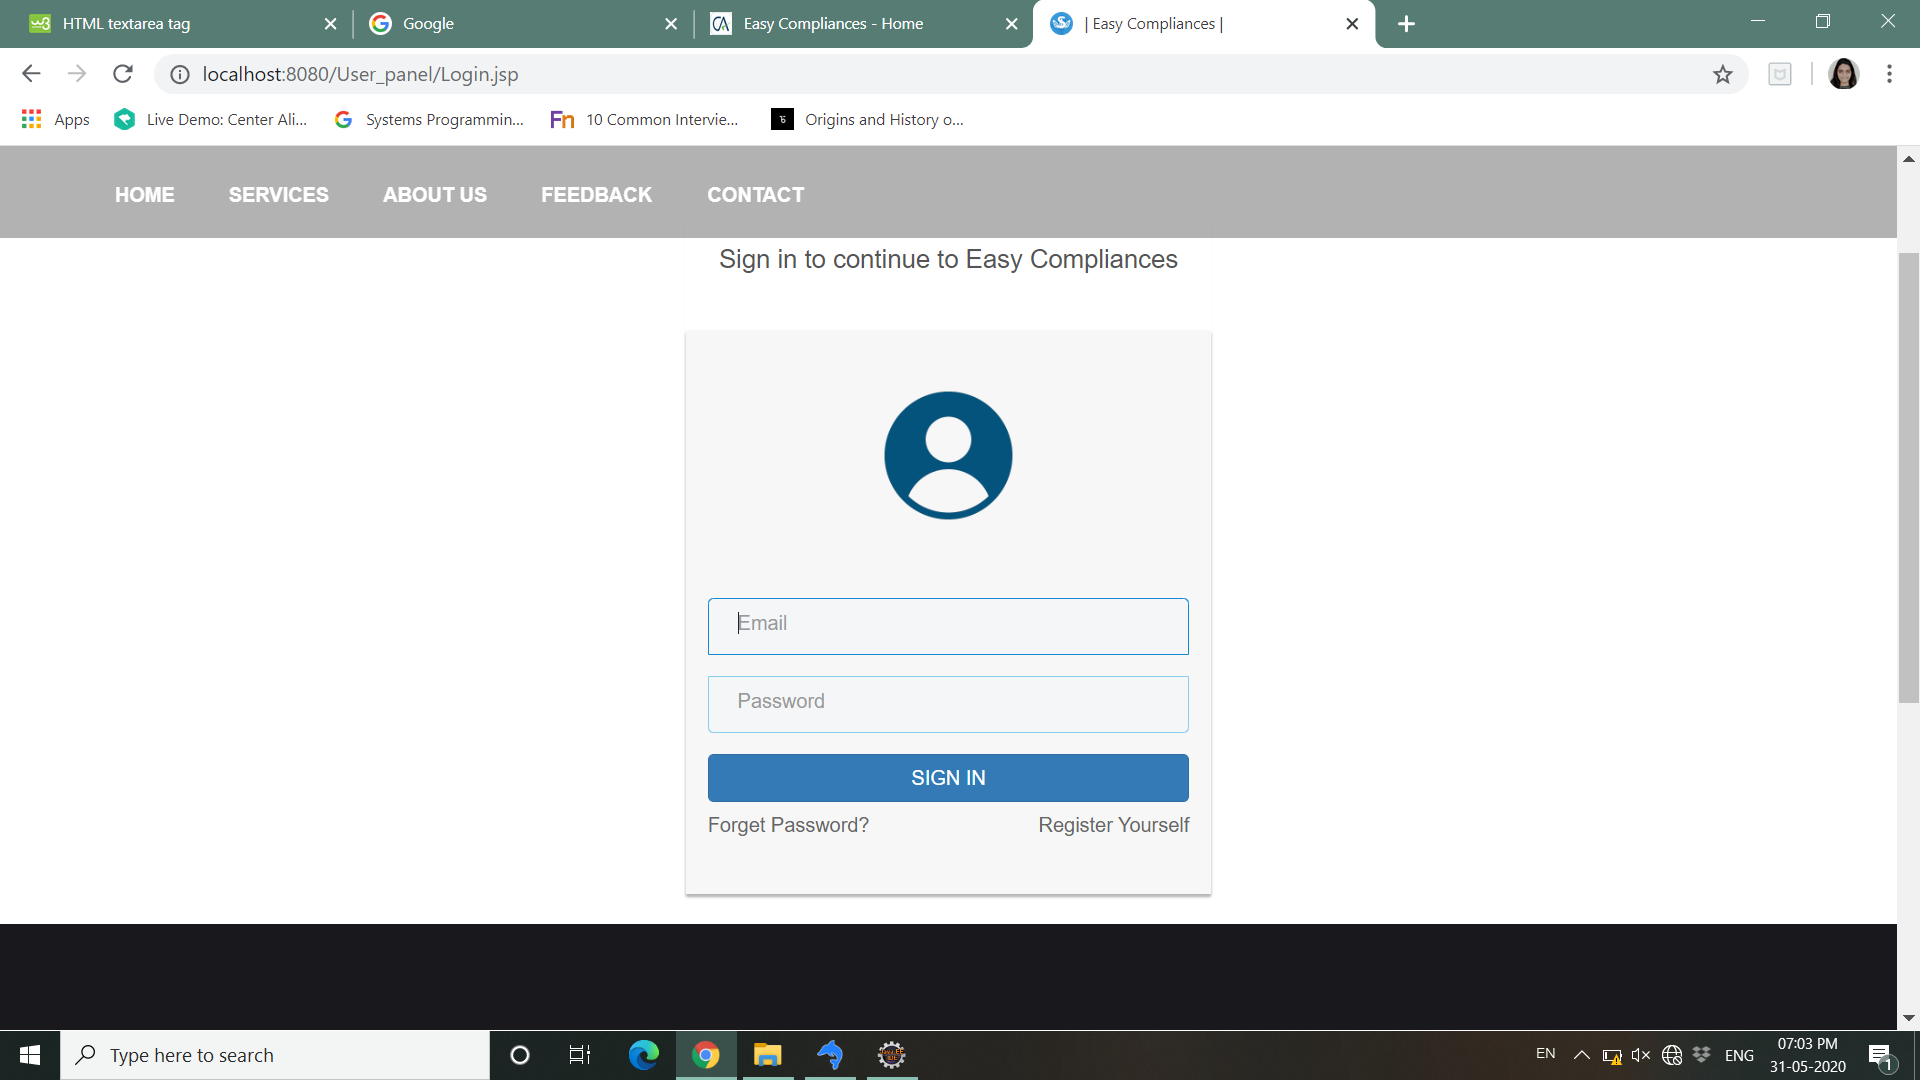 HTML textarea tag
Google
Easy Compliances - Home
| Easy Compliances |
localhost:8080/User_panel/Login.jsp
Apps
Live Demo: Center Ali...
Systems Programmin...
10 Common Intervie...
Origins and History o...
HOME SERVICES ABOUT US FEEDBACK CONTACT
Sign in to continue to Easy Compliances
Email
Password
SIGN IN
Forget Password? Register Yourself
Type here to search
EN
ENG
07:03 PM
31-05-2020
1